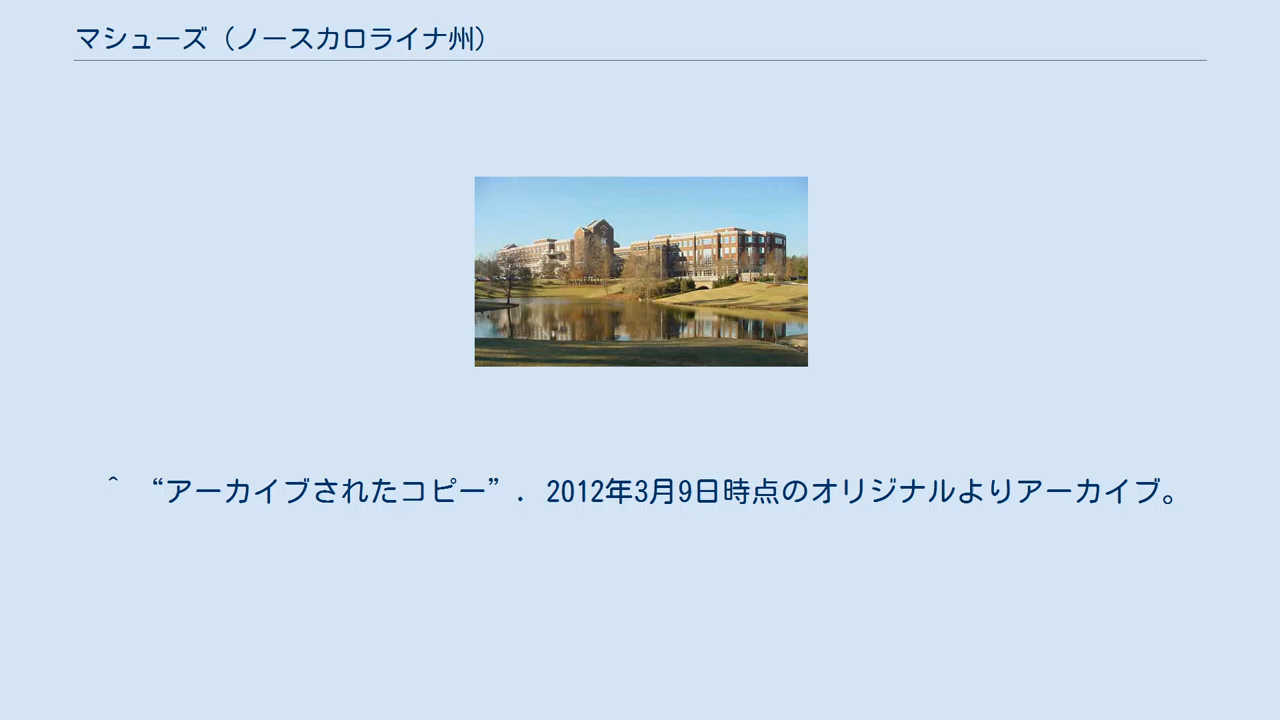 マシューズ（ノースカロライナ州）
^ “アーカイブされたコピー”. 2012年3月9日時点のオリジナルよりアーカイブ。